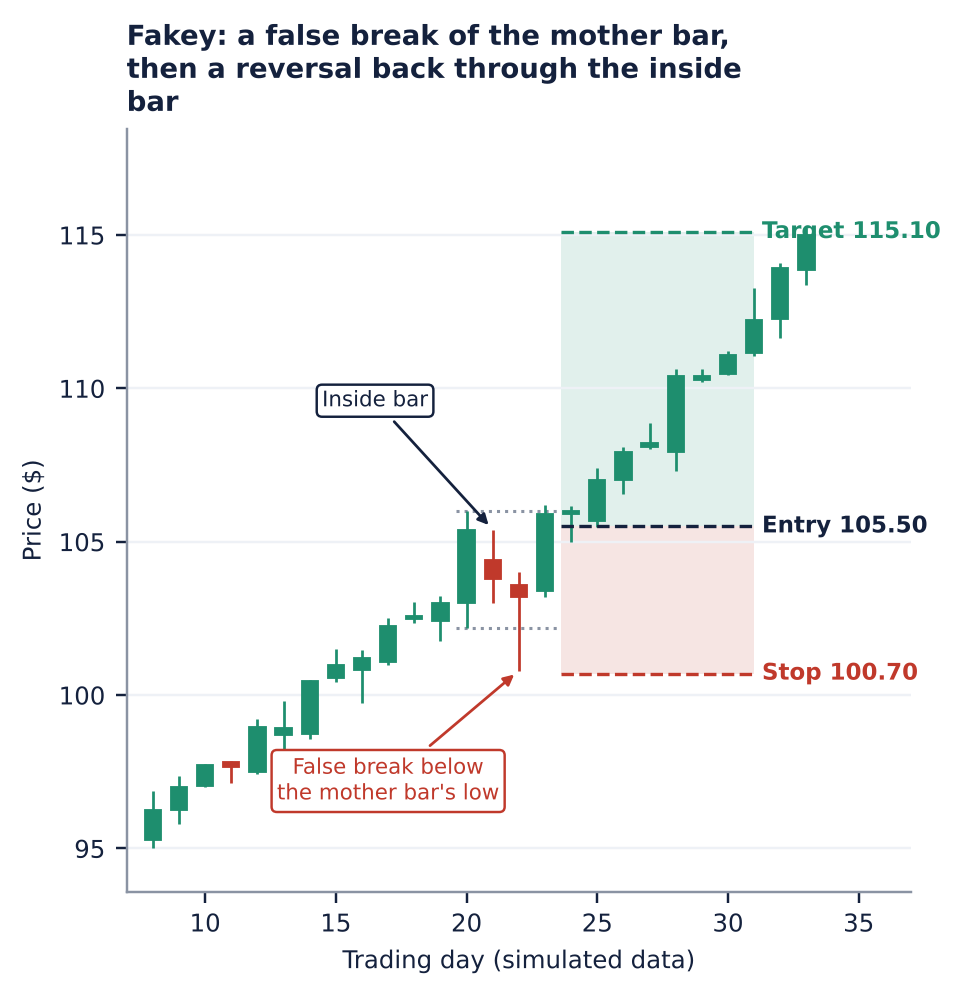 Fakey: a false break of the mother bar,
then a reversal back through the inside
bar
115
110
105
100
95
Price ($)
Target 115.10
Inside bar
Entry 105.50
Stop 100.70
False break below
the mother bar's low
10 15 20 25 30 35
Trading day (simulated data)